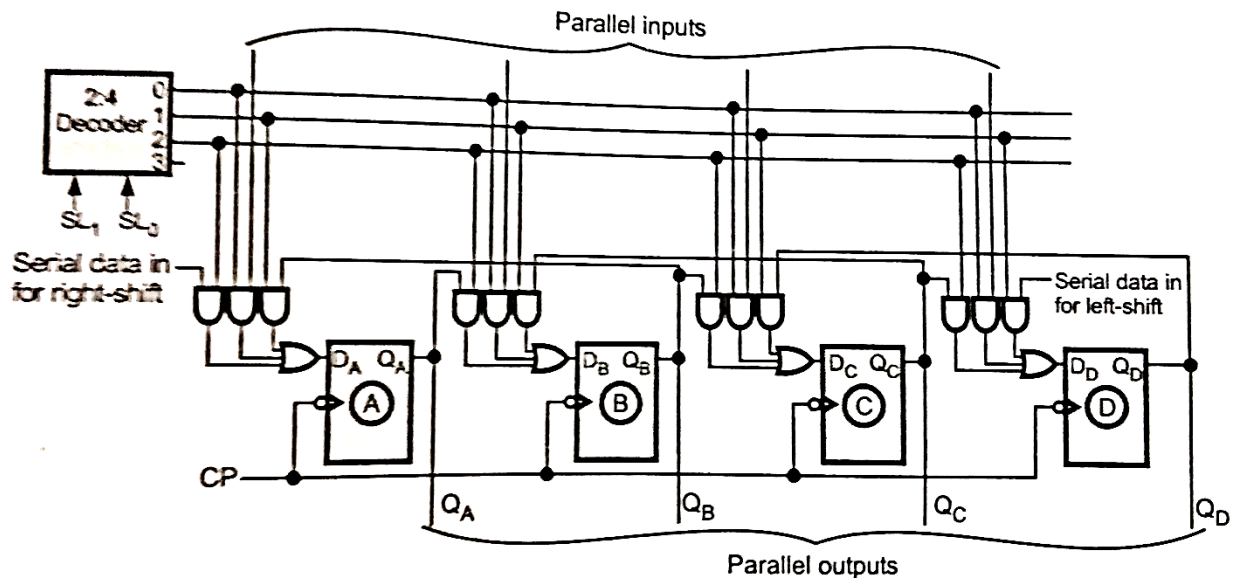 Parallel inputs
2:4
Decoder
0
1
2
3
SL1 SL0
Serial data in
for right-shift
Serial data in
for left-shift
DA QA
A
DB QB
B
DC QC
C
DD QD
D
CP
QA
QB
QC
QD
Parallel outputs